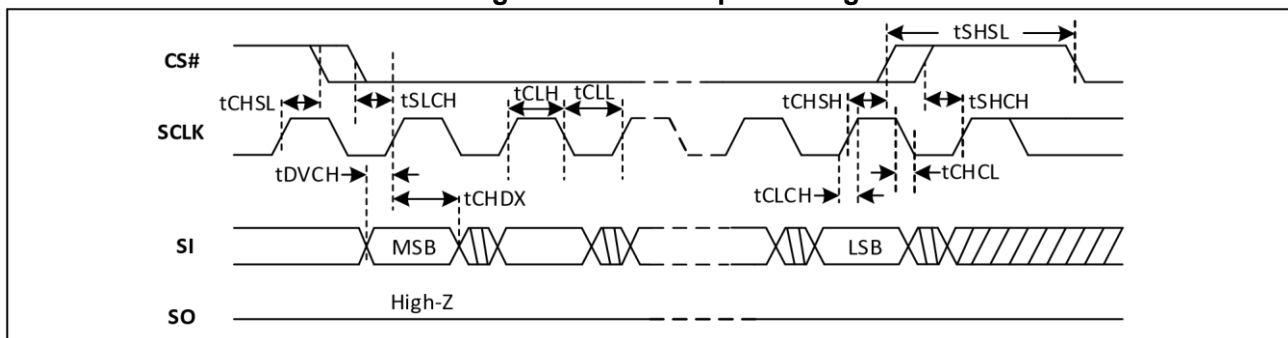 tSHSL
CS#
tCHSL
tSLCH
tCLH
tCLL
tCHSH
tSHCH
SCLK
tDVCH
tCHDX
tCLCH
tCHCL
SI
MSB
LSB
High-Z
SO